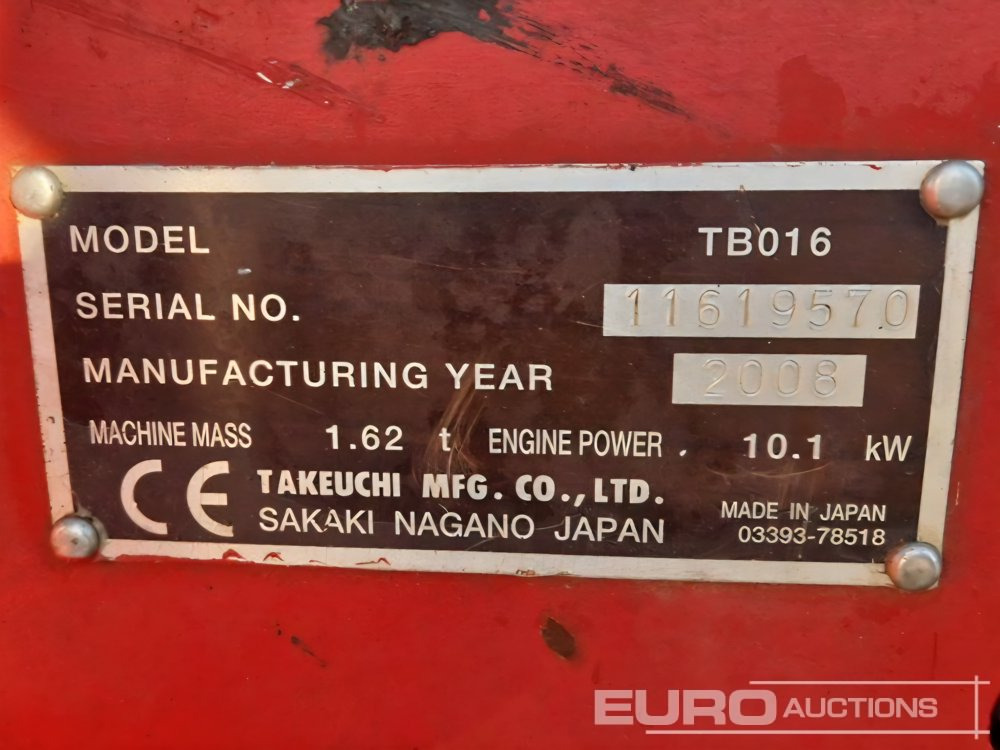 MODEL TB016
SERIAL NO. 11619570
MANUFACTURING YEAR 2008
MACHINE MASS 1.62 t ENGINE POWER 10.1 kW
CE TAKEUCHI MFG. CO., LTD.
SAKAKI NAGANO JAPAN
MADE IN JAPAN
03393-78518
EURO AUCTIONS